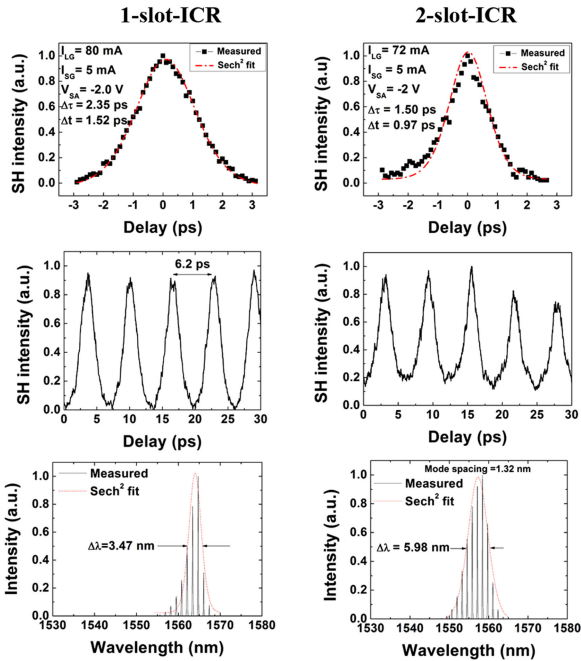 1-slot-ICR
2-slot-ICR
I_LG = 80 mA
I_SG = 5 mA
V_SA = -2.0 V
Δτ = 2.35 ps
Δt = 1.52 ps
Measured
Sech² fit
SH intensity (a.u.)
1.0
0.8
0.6
0.4
0.2
0.0
-3 -2 -1 0 1 2 3
Delay (ps)
I_LG = 72 mA
I_SG = 5 mA
V_SA = -2 V
Δτ = 1.50 ps
Δt = 0.97 ps
Measured
Sech² fit
SH intensity (a.u)
1.0
0.8
0.6
0.4
0.2
0.0
-3 -2 -1 0 1 2 3
Delay (ps)
6.2 ps
SH intensity (a.u.)
1.0
0.8
0.6
0.4
0.2
0.0
0 5 10 15 20 25 30
Delay (ps)
SH intensity (a.u.)
1.0
0.8
0.6
0.4
0.2
0.0
0 5 10 15 20 25 30
Delay (ps)
Measured
Sech² fit
Δλ=3.47 nm
Intensity (a.u.)
1.0
0.8
0.6
0.4
0.2
0.0
1530 1540 1550 1560 1570 1580
Wavelength (nm)
Mode spacing =1.32 nm
Measured
Sech² fit
Δλ = 5.98 nm
Intensity (a.u.)
1.0
0.8
0.6
0.4
0.2
0.0
1530 1540 1550 1560 1570 1580
Wavelength (nm)